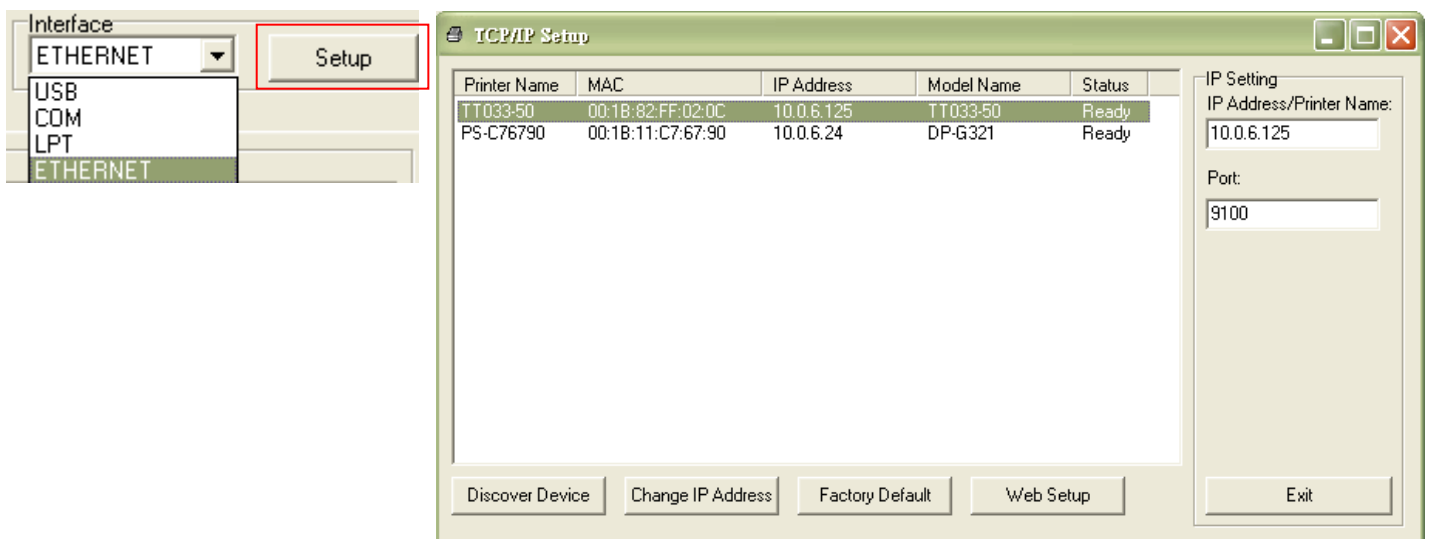 Interface
ETHERNET
Setup
USB
COM
LPT
ETHERNET
TCP/IP Setup
Printer Name MAC IP Address Model Name Status
TT033-50 00:1B:82:FF:02:0C 10.0.6.125 TT033-50 Ready
PS-C76790 00:1B:11:C7:67:90 10.0.6.24 DP-G321 Ready
IP Setting
IP Address/Printer Name:
10.0.6.125
Port:
9100
Discover Device Change IP Address Factory Default Web Setup Exit